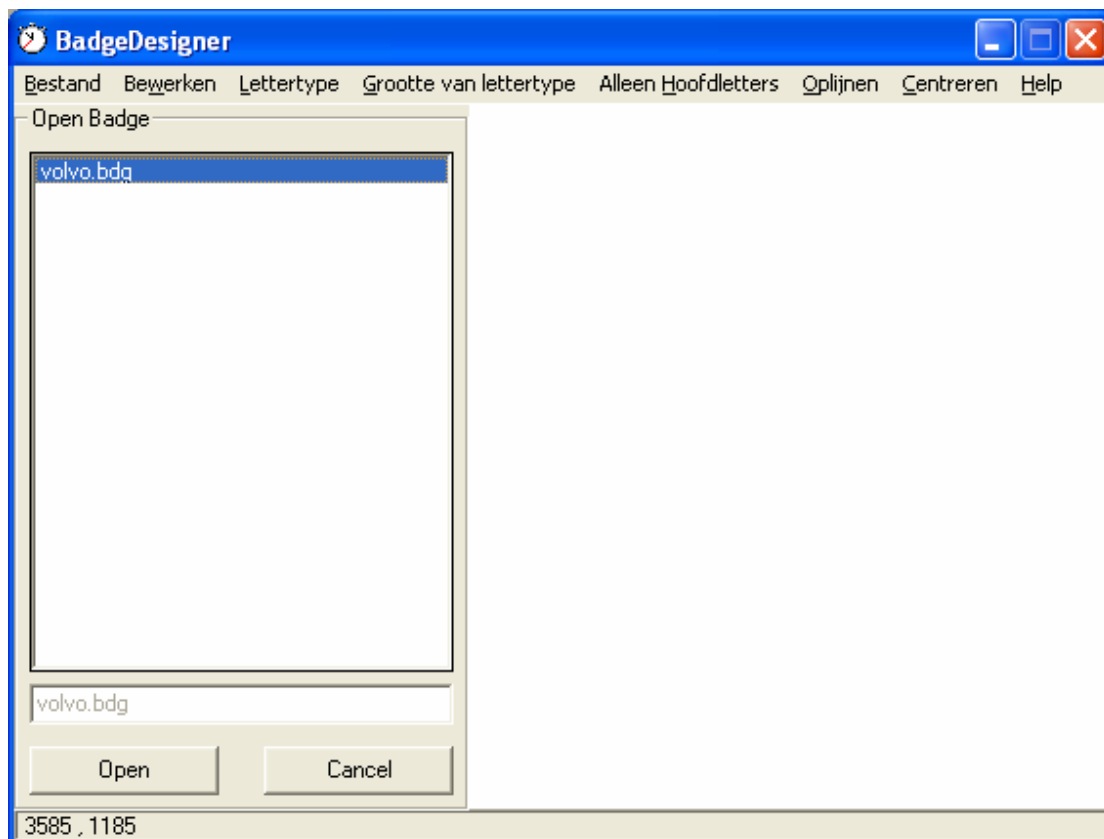 BadgeDesigner
Bestand Bewerken Lettertype Grootte van lettertype Alleen Hoofdletters Oplijnen Centreren Help
Open Badge
volvo.bdg
volvo.bdg
Open Cancel
3585 , 1185